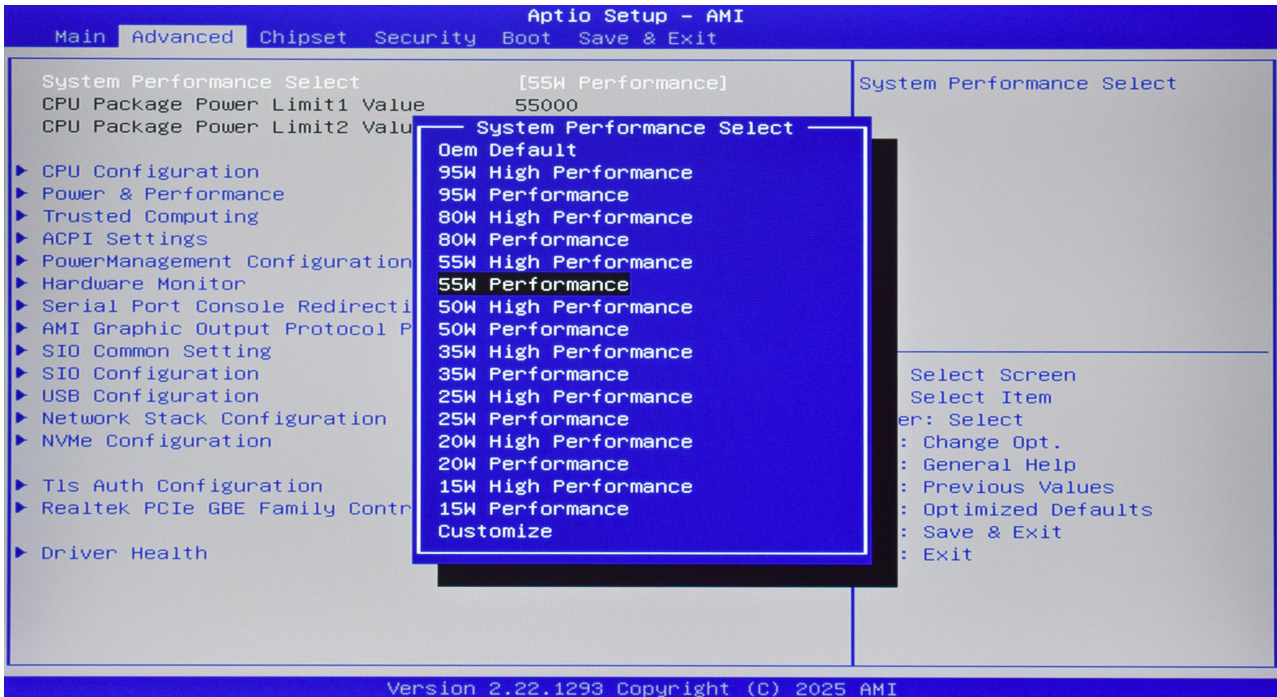 Aptio Setup – AMI
Main Advanced Chipset Security Boot Save & Exit
System Performance Select [55W Performance]
CPU Package Power Limit1 Value 55000
CPU Package Power Limit2 Valu
CPU Configuration
Power & Performance
Trusted Computing
ACPI Settings
PowerManagement Configuration
Hardware Monitor
Serial Port Console Redirecti
AMI Graphic Output Protocol P
SIO Common Setting
SIO Configuration
USB Configuration
Network Stack Configuration
NVMe Configuration
Tls Auth Configuration
Realtek PCIe GBE Family Contr
Driver Health
System Performance Select
Oem Default
95W High Performance
95W Performance
80W High Performance
80W Performance
55W High Performance
55W Performance
50W High Performance
50W Performance
35W High Performance
35W Performance
25W High Performance
25W Performance
20W High Performance
20W Performance
15W High Performance
15W Performance
Customize
System Performance Select
Select Screen
Select Item
er: Select
: Change Opt.
: General Help
: Previous Values
: Optimized Defaults
: Save & Exit
: Exit
Version 2.22.1293 Copyright (C) 2025 AMI